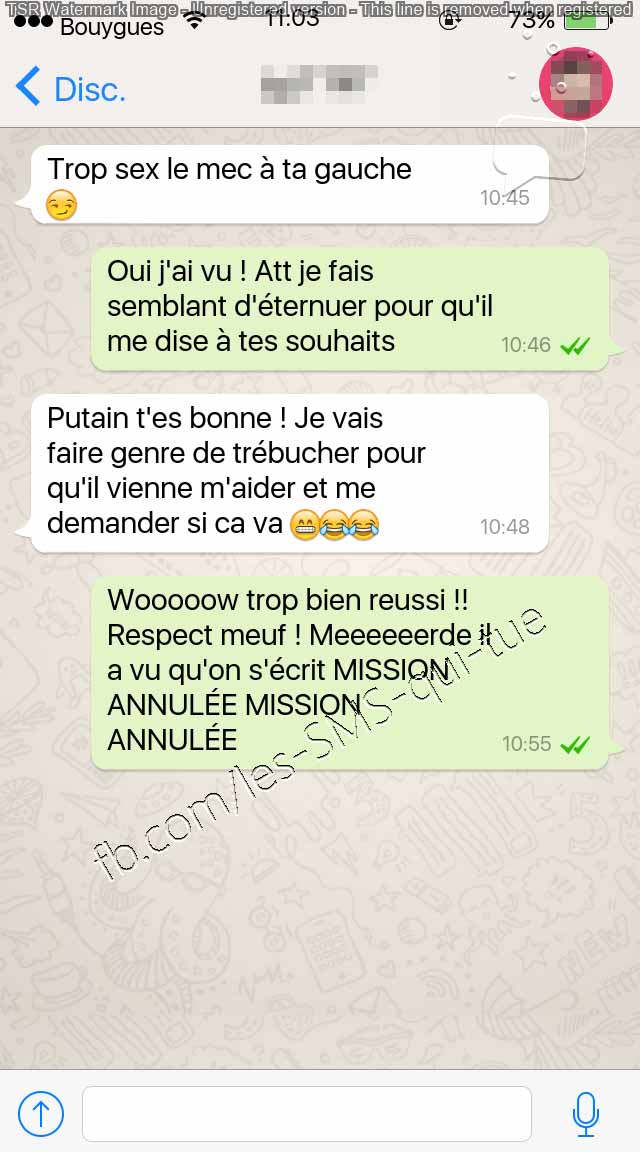 TSR Watermark Image - Unregistered version - This line is removed when registered
Bouygues 11:03 73%
Disc.
Trop sex le mec à ta gauche
😏 10:45
Oui j'ai vu ! Att je fais
semblant d'éternuer pour qu'il
me dise à tes souhaits 10:46
Putain t'es bonne ! Je vais
faire genre de trébucher pour
qu'il vienne m'aider et me
demander si ca va 😁😂😂 10:48
Wooooow trop bien reussi !!
Respect meuf ! Meeeeeerde il
a vu qu'on s'écrit MISSION
ANNULÉE MISSION
ANNULÉE 10:55
fb.com/les-SMS-qui-tue